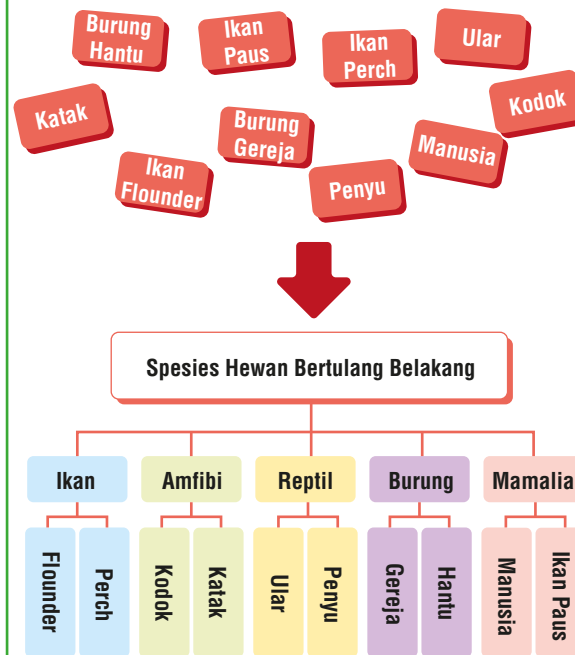 Burung
Hantu
Ikan
Paus
Ikan
Perch
Ular
Katak
Burung
Gereja
Kodok
Manusia
Ikan
Flounder
Penyu
Spesies Hewan Bertulang Belakang
Ikan
Amfibi
Reptil
Burung
Mamalia
Flounder
Perch
Kodok
Katak
Ular
Penyu
Gereja
Hantu
Manusia
Ikan Paus